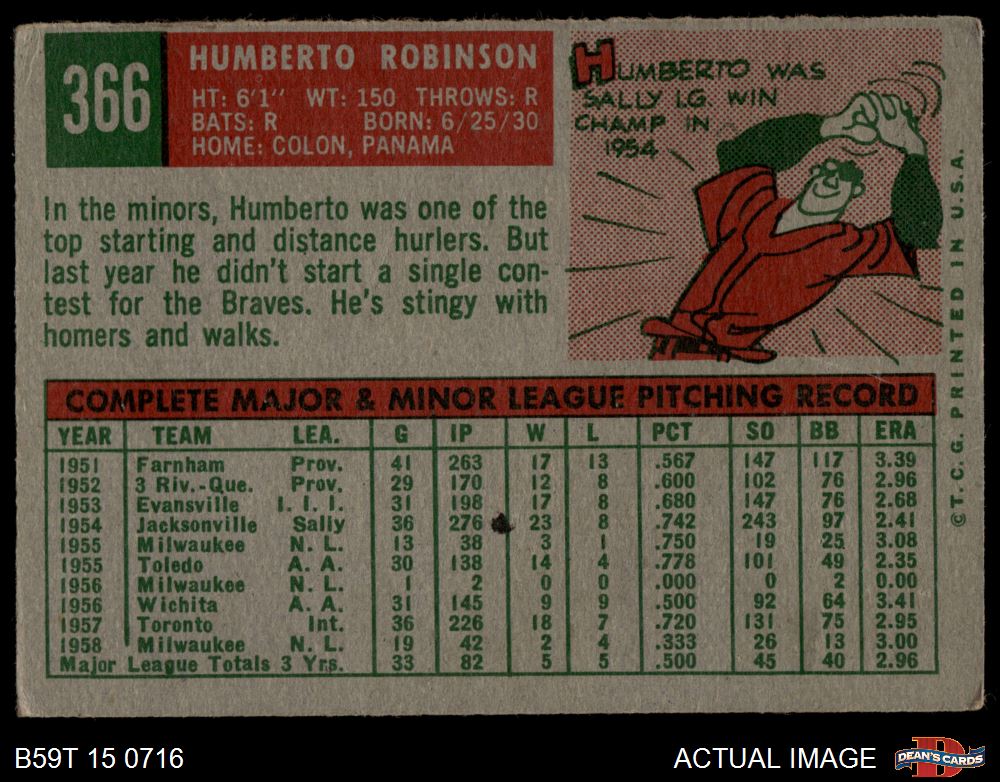 366
HUMBERTO ROBINSON
HT: 6'1" WT: 150 THROWS: R
BATS: R BORN: 6/25/30
HOME: COLON, PANAMA
HUMBERTO WAS
SALLY LG. WIN
CHAMP IN
1954
In the minors, Humberto was one of the
top starting and distance hurlers. But
last year he didn't start a single con-
test for the Braves. He's stingy with
homers and walks.
COMPLETE MAJOR & MINOR LEAGUE PITCHING RECORD
YEAR TEAM LEA. G IP W L PCT SO BB ERA
1951 Farnham Prov. 41 263 17 13 .567 147 117 3.39
1952 3 Riv.-Que. Prov. 29 170 12 8 .600 102 76 2.96
1953 Evansville I. I. I. 31 198 17 8 .680 147 76 2.68
1954 Jacksonville Sally 36 276 23 8 .742 243 97 2.41
1955 Milwaukee N. L. 13 38 3 1 .750 19 25 3.08
1955 Toledo A. A. 30 138 14 4 .778 101 49 2.35
1956 Milwaukee N. L. 1 2 0 0 .000 0 2 0.00
1956 Wichita A. A. 31 145 9 9 .500 92 64 3.41
1957 Toronto Int. 36 226 18 7 .720 131 75 2.95
1958 Milwaukee N. L. 19 42 2 4 .333 26 13 3.00
Major League Totals 3 Yrs. 33 82 5 5 .500 45 40 2.96
© T. C. G. PRINTED IN U.S.A.
B59T 15 0716
ACTUAL IMAGE
D
DEAN'S CARDS